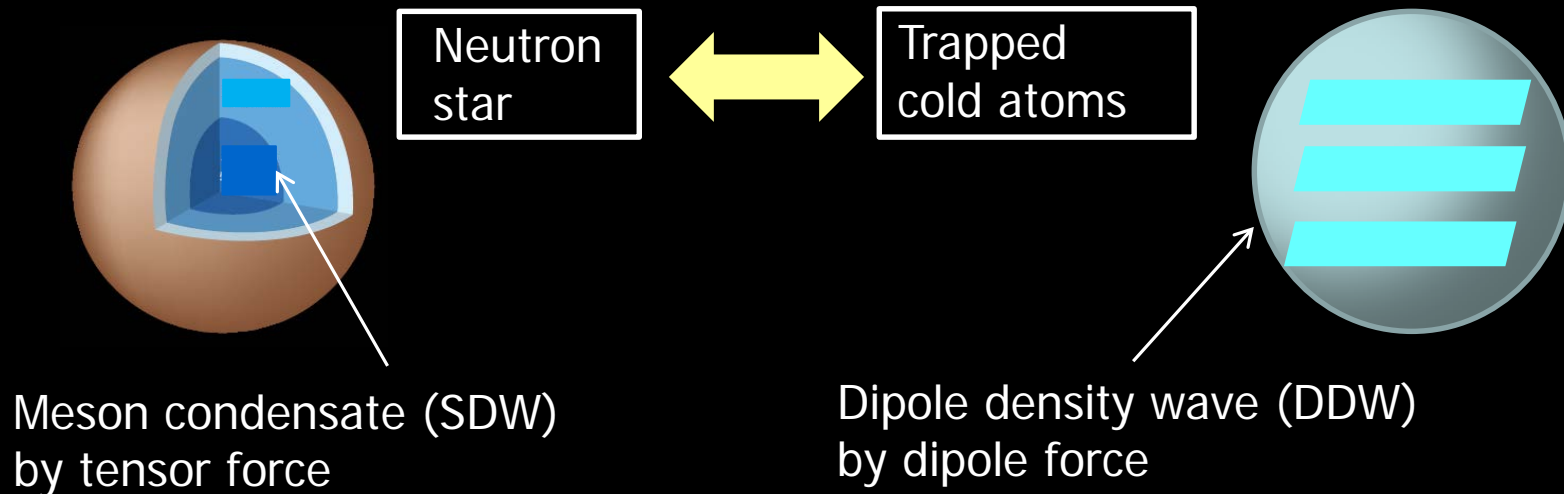 Neutron
star
Trapped
cold atoms
Meson condensate (SDW)
by tensor force
Dipole density wave (DDW)
by dipole force